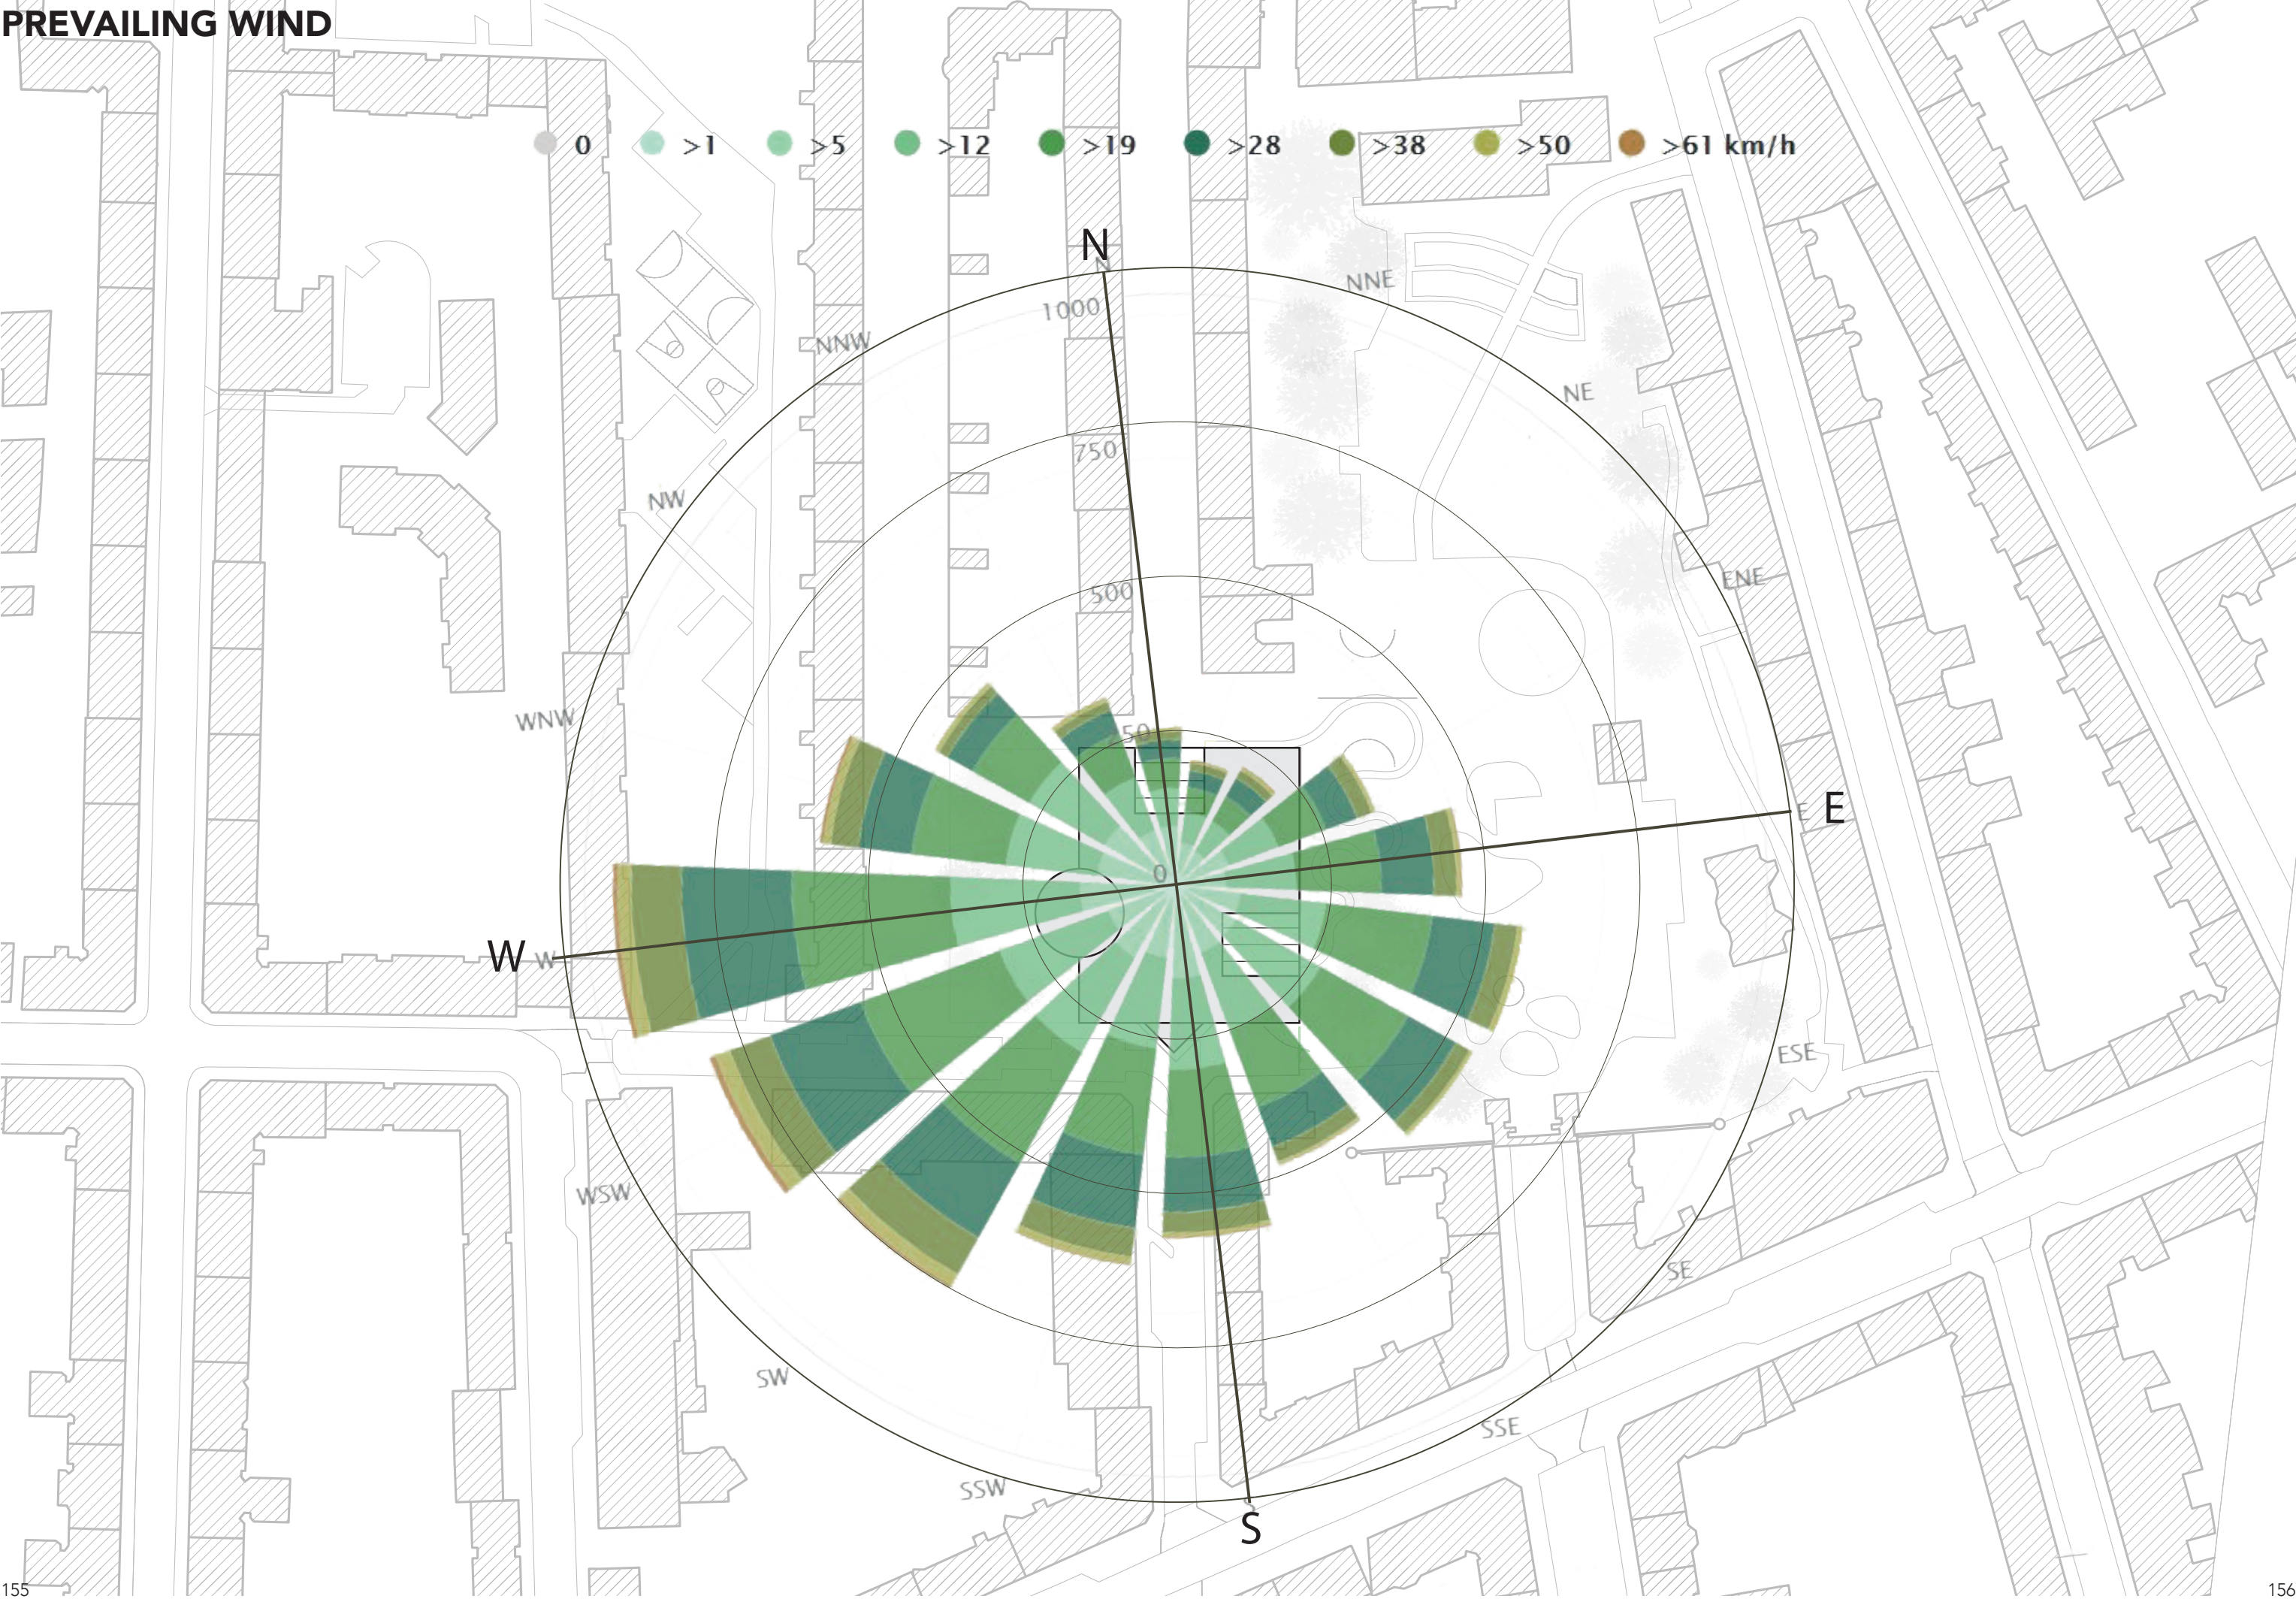 PREVAILING WIND
0 >1 >5 >12 >19 >28 >38 >50 >61 km/h
N
N
NNE
1000
NNW
NE
750
NW
500
ENE
WNW
250
E E
0
W W
ESE
WSW
SE
SW
SSE
SSW
S
S
155 156